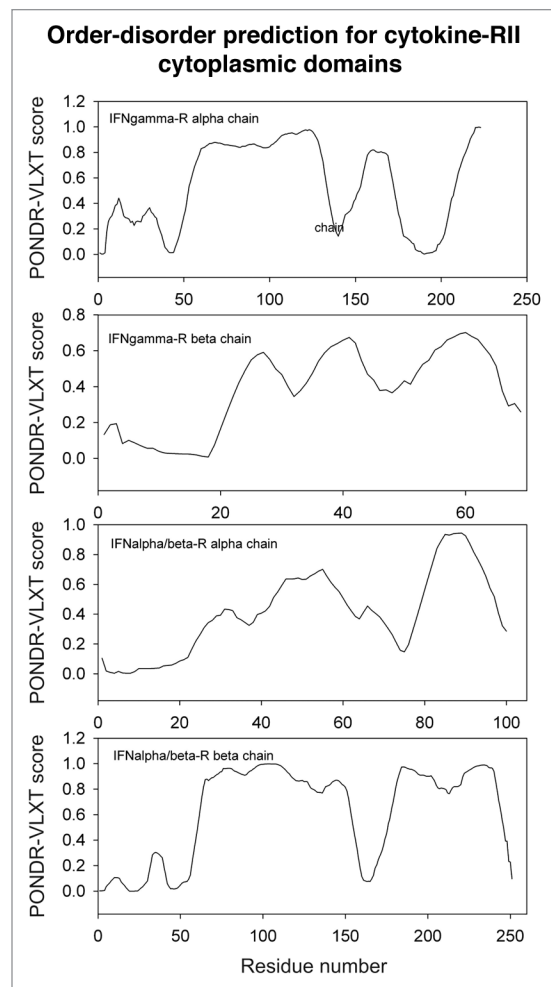 Order-disorder prediction for cytokine-RII
cytoplasmic domains
PONDR-VLXT score
1.2
1.0
0.8
0.6
0.4
0.2
0.0
IFNgamma-R alpha chain
chain
0 50 100 150 200 250
PONDR-VLXT score
0.8
0.6
0.4
0.2
0.0
IFNgamma-R beta chain
0 20 40 60
PONDR-VLXT score
1.0
0.8
0.6
0.4
0.2
0.0
IFNalpha/beta-R alpha chain
0 20 40 60 80 100
PONDR-VLXT score
1.2
1.0
0.8
0.6
0.4
0.2
0.0
IFNalpha/beta-R beta chain
0 50 100 150 200 250
Residue number